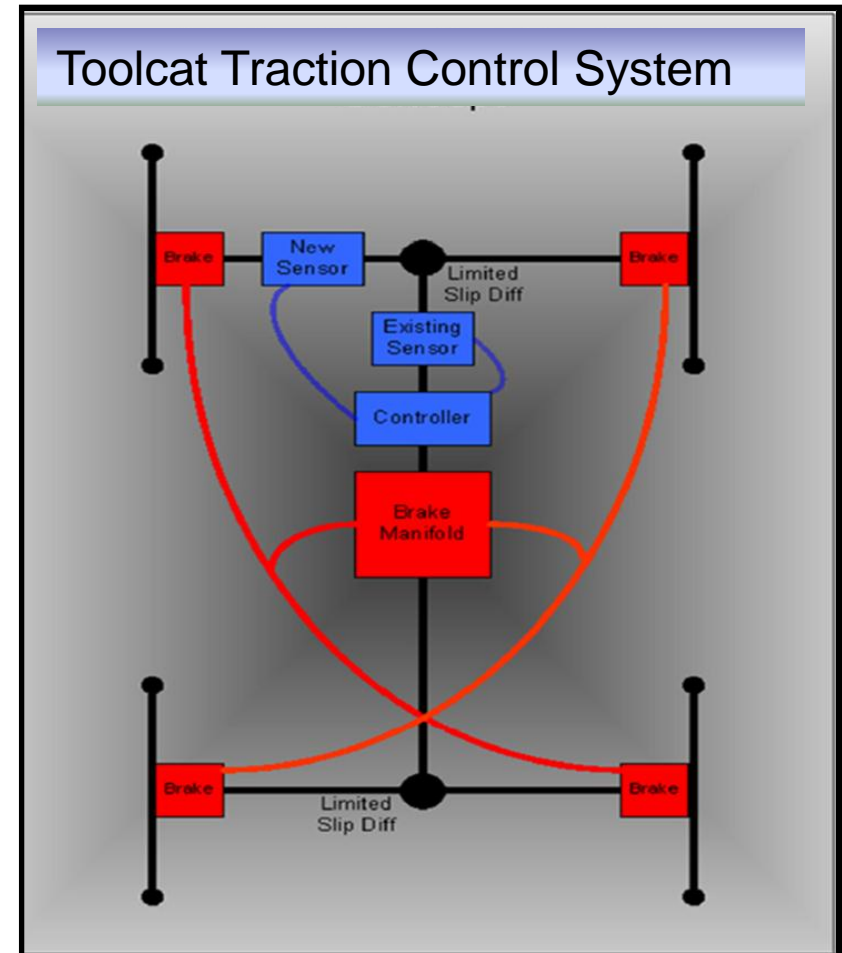 Toolcat Traction Control System
Brake
New
Sensor
Limited
Slip Diff
Brake
Existing
Sensor
Controller
Brake
Manifold
Brake
Limited
Slip Diff
Brake